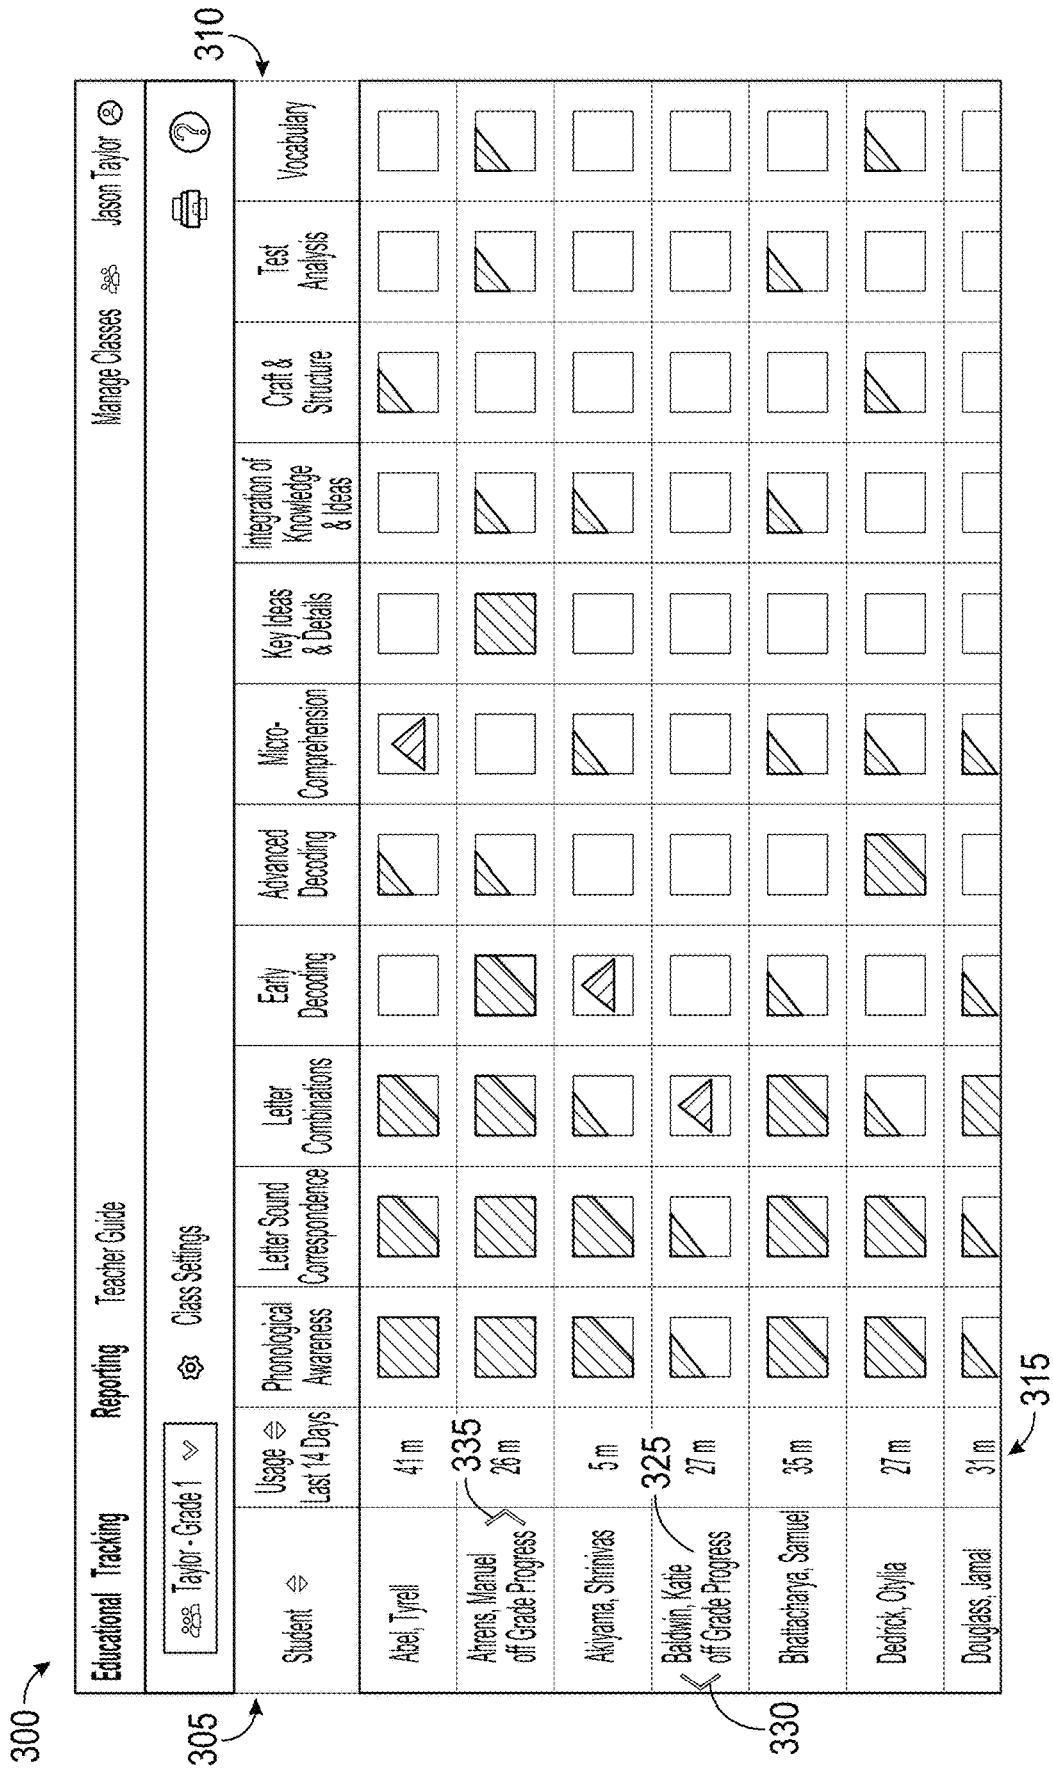 300
Educational Tracking Reporting Teacher Guide Manage Classes Jason Taylor
Taylor - Grade 1 Class Settings ?
305
310
Student
Usage
Last 14 Days
Phonological
Awareness
Letter Sound
Correspondence
Letter
Combinations
Early
Decoding
Advanced
Decoding
Micro-
Comprehension
Key Ideas
& Details
Integration of
Knowledge
& Ideas
Craft &
Structure
Test
Analysis
Vocabulary
Abel, Tyrell 41 m
335
Ahrens, Manuel
off Grade Progress
26 m
Akiyama, Shrinivas 5 m
325
Baldwin, Katie
off Grade Progress
27 m
330
Bhattacharya, Samuel 35 m
Dedrick, Otylia 27 m
Douglass, Jamal 31 m
315